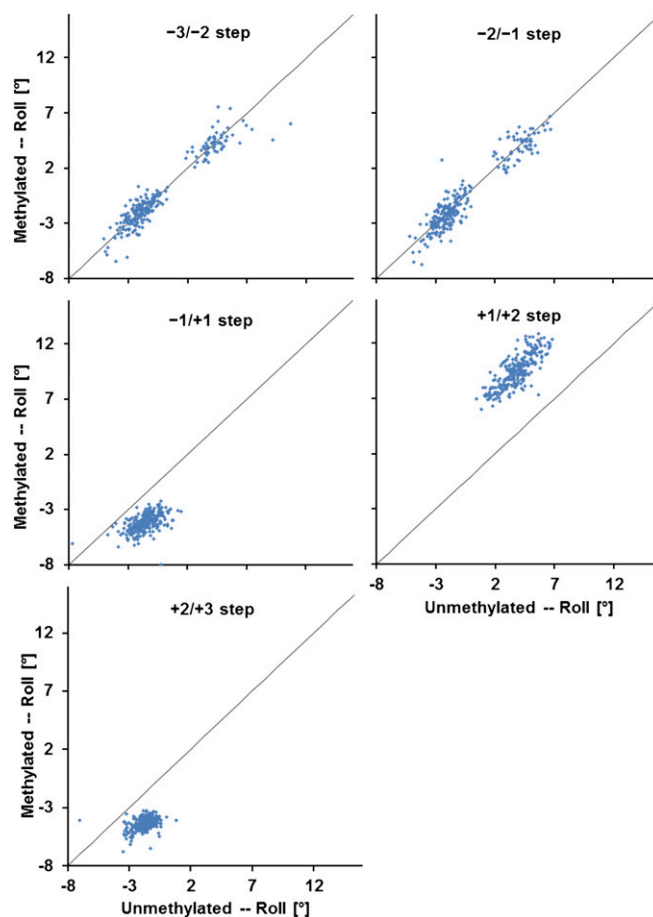 −3/−2 step
−2/−1 step
Methylated -- Roll [°]
12
7
2
-3
-8
−1/+1 step
+1/+2 step
Methylated -- Roll [°]
12
7
2
-3
-8
-8 -3 2 7 12
Unmethylated -- Roll [°]
+2/+3 step
Methylated -- Roll [°]
12
7
2
-3
-8
-8 -3 2 7 12
Unmethylated -- Roll [°]